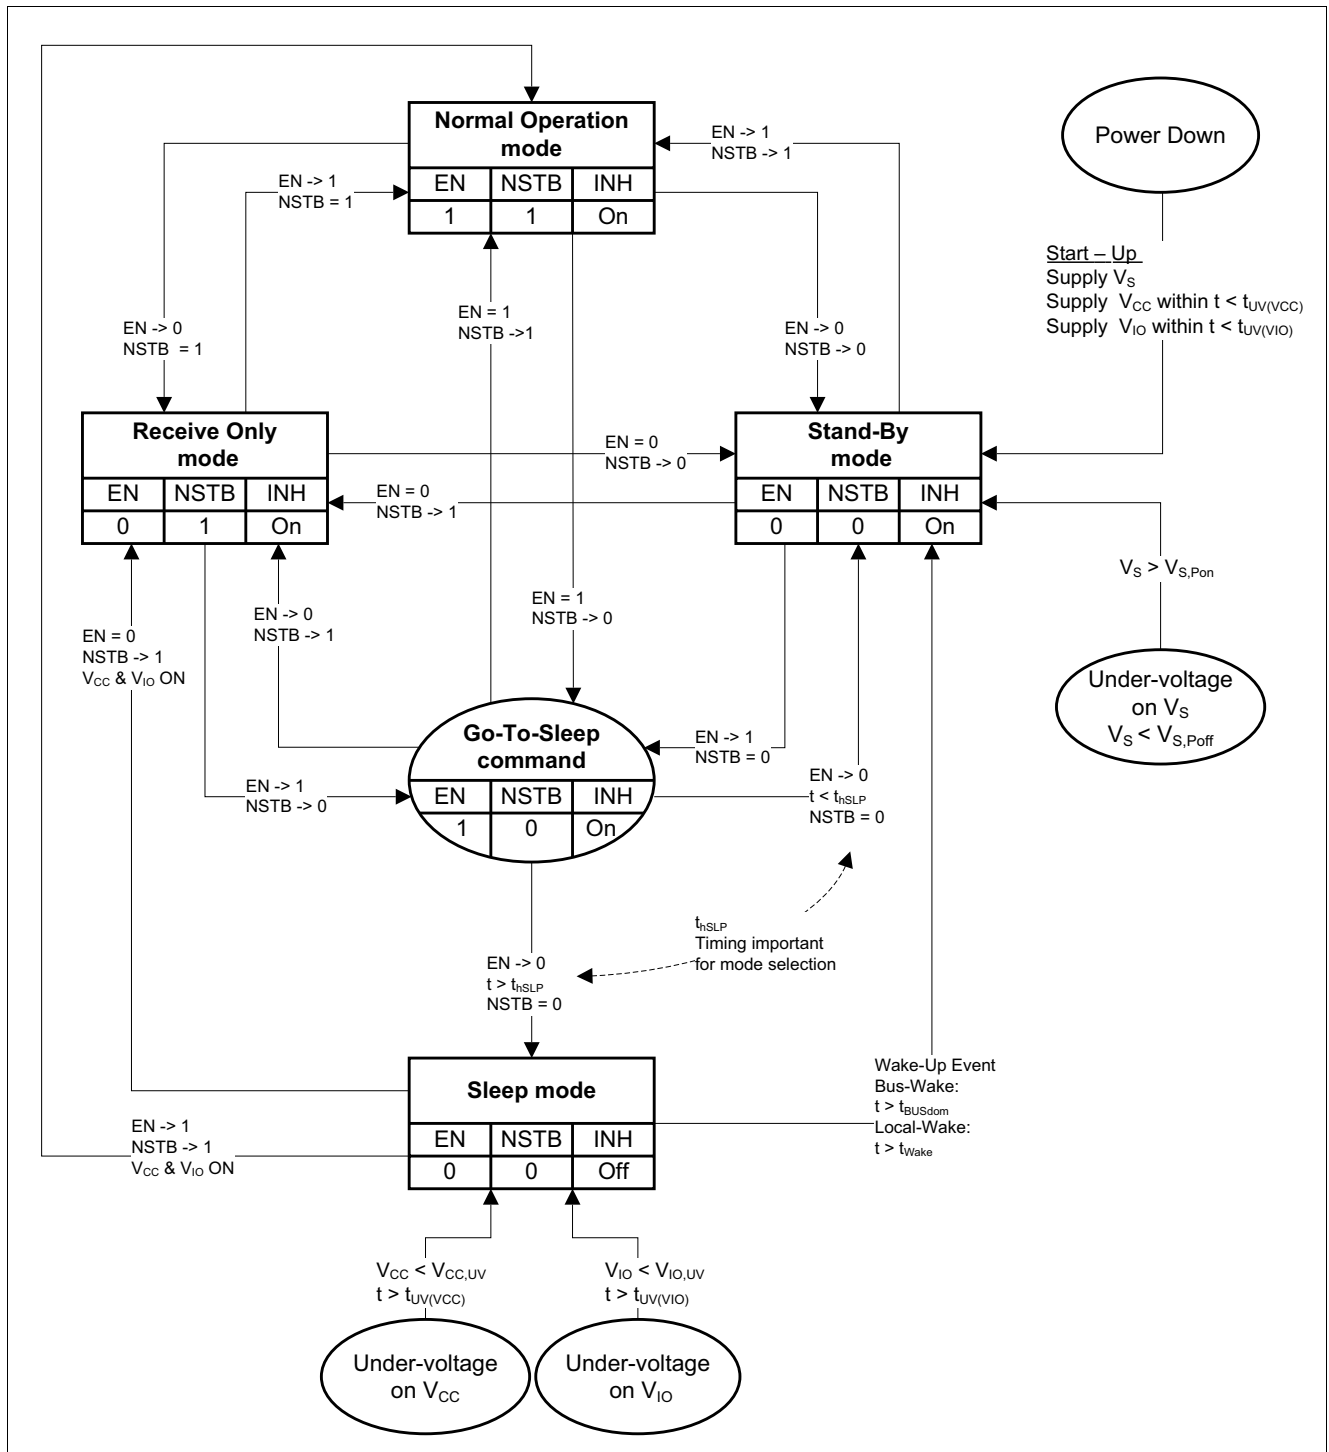 Normal Operation
mode
EN NSTB INH
1 1 On
EN -> 1
NSTB -> 1
Power Down
EN -> 1
NSTB = 1
Start – Up
Supply VS
Supply VCC within t < tUV(VCC)
Supply VIO within t < tUV(VIO)
EN -> 0
NSTB = 1
EN = 1
NSTB ->1
EN -> 0
NSTB -> 0
Receive Only
mode
EN NSTB INH
0 1 On
EN = 0
NSTB -> 0
EN = 0
NSTB -> 1
Stand-By
mode
EN NSTB INH
0 0 On
VS > VS,Pon
EN = 0
NSTB -> 1
VCC & VIO ON
EN -> 0
NSTB -> 1
EN = 1
NSTB -> 0
Under-voltage
on VS
VS < VS,Poff
Go-To-Sleep
command
EN NSTB INH
1 0 On
EN -> 1
NSTB = 0
EN -> 1
NSTB -> 0
EN -> 0
t < thSLP
NSTB = 0
thSLP
Timing important
for mode selection
EN -> 0
t > thSLP
NSTB = 0
Sleep mode
EN NSTB INH
0 0 Off
Wake-Up Event
Bus-Wake:
t > tBUSdom
Local-Wake:
t > tWake
EN -> 1
NSTB -> 1
VCC & VIO ON
VCC < VCC,UV
t > tUV(VCC)
VIO < VIO,UV
t > tUV(VIO)
Under-voltage
on VCC
Under-voltage
on VIO